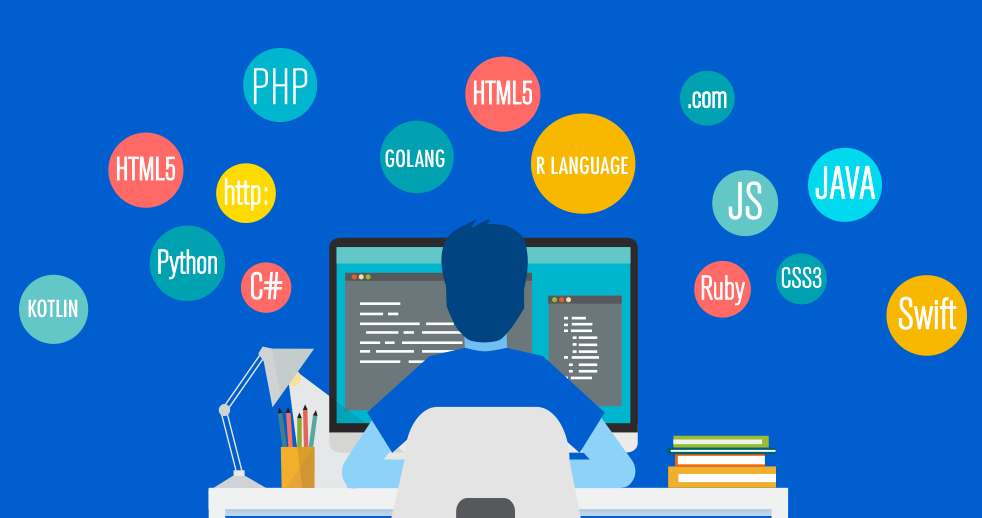 PHP
HTML5
.com
HTML5
http:
GOLANG
R LANGUAGE
JS
JAVA
Python
C#
KOTLIN
Ruby
CSS3
Swift